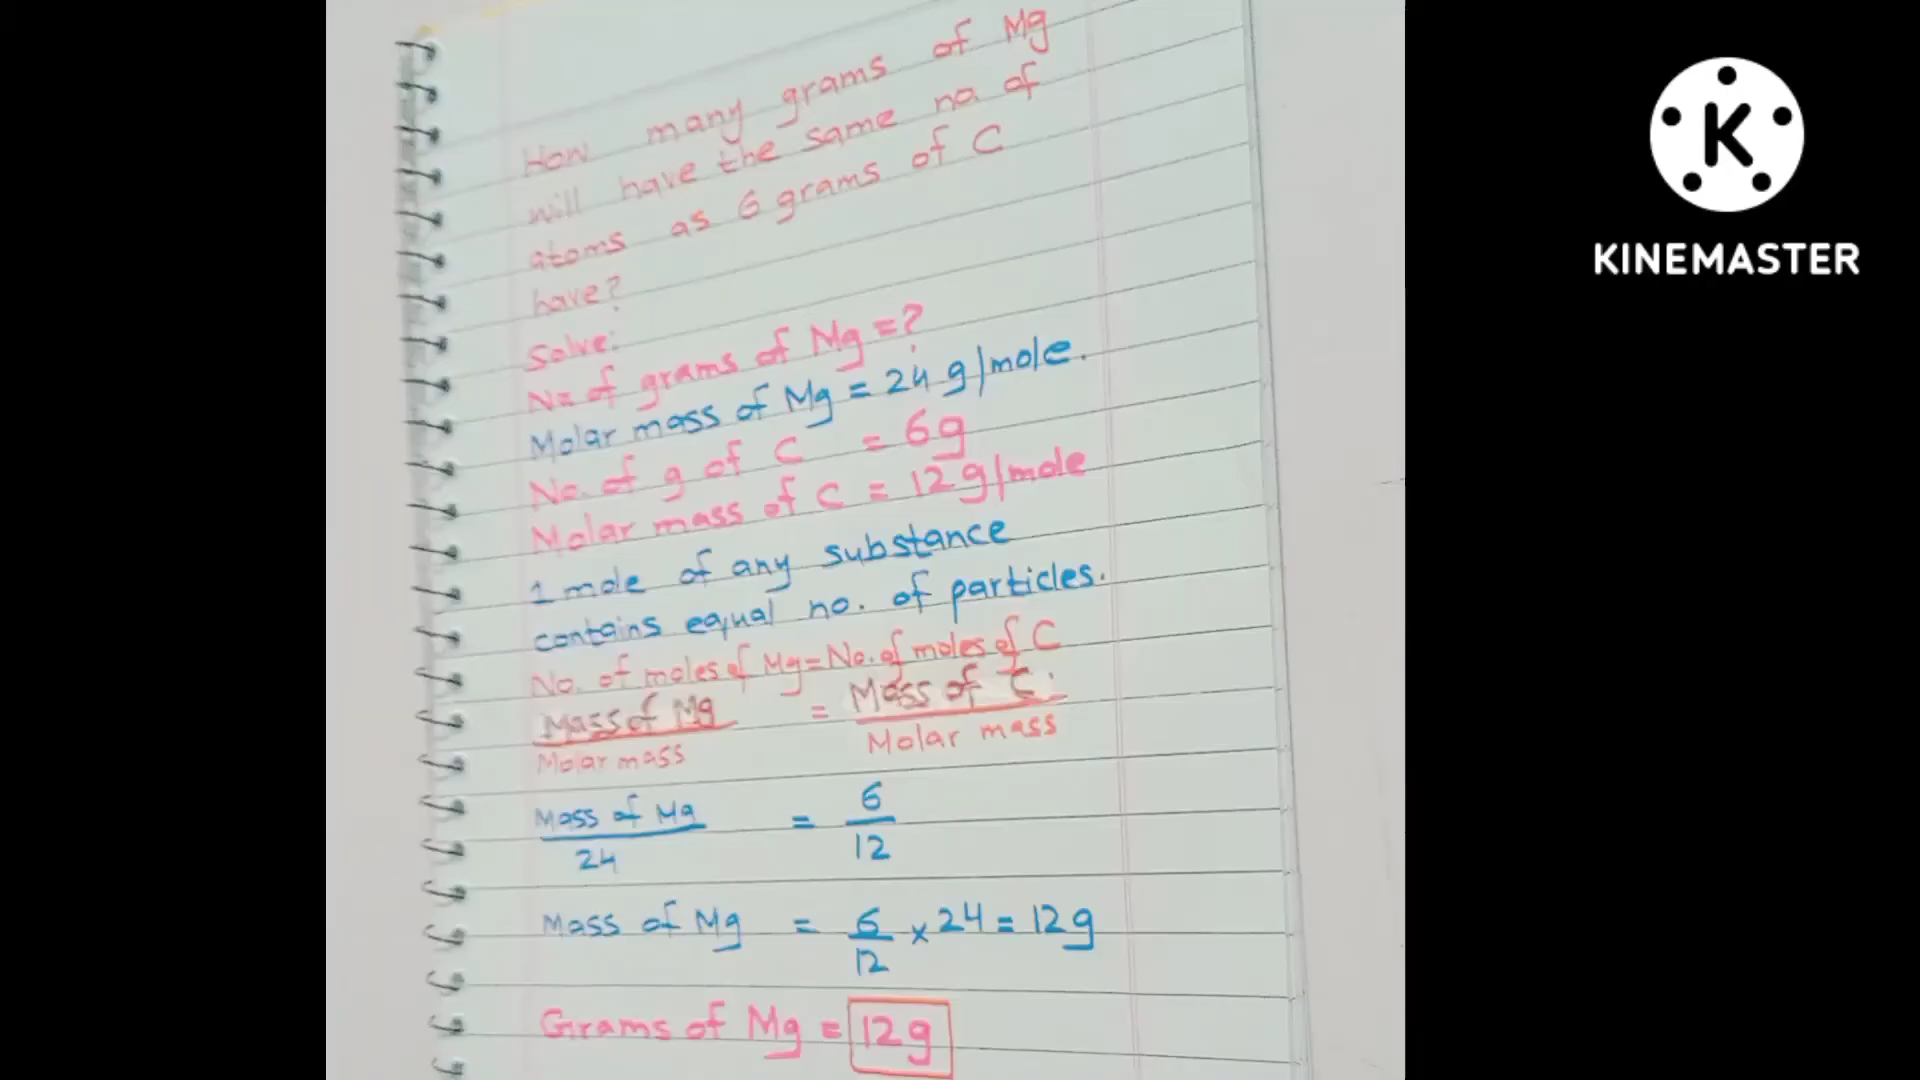 How many grams of Mg
will have the same no. of
atoms as 6 grams of C
have?
Solve:
No. of grams of Mg = ?
Molar mass of Mg = 24 g/mole.
No. of g of C = 6g
Molar mass of C = 12g/mole
1 mole of any substance
contains equal no. of particles.
No. of moles of Mg = No. of moles of C
Mass of Mg = Mass of C
Molar mass Molar mass
Mass of Mg = 6
24 12
Mass of Mg = 6 × 24 = 12g
12
Grams of Mg = 12g
K
KINEMASTER